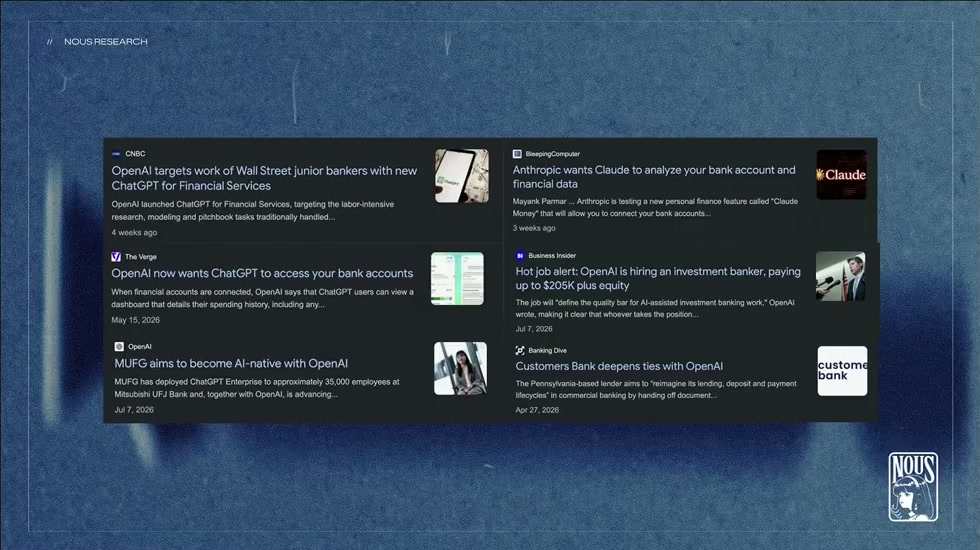 // NOUS RESEARCH
CNBC
OpenAI targets work of Wall Street junior bankers with new
ChatGPT for Financial Services
OpenAI launched ChatGPT for Financial Services, targeting the labor-intensive
research, modeling and pitchbook tasks traditionally handled...
4 weeks ago
The Verge
OpenAI now wants ChatGPT to access your bank accounts
When financial accounts are connected, OpenAI says that ChatGPT users can view a
dashboard that details their spending history, including any...
May 15, 2026
OpenAI
MUFG aims to become AI-native with OpenAI
MUFG has deployed ChatGPT Enterprise to approximately 35,000 employees at
Mitsubishi UFJ Bank and, together with OpenAI, is advancing...
Jul 7, 2026
BleepingComputer
Anthropic wants Claude to analyze your bank account and
financial data
Mayank Parmar ... Anthropic is testing a new personal finance feature called "Claude
Money" that will allow you to connect your bank accounts...
3 weeks ago
Claude
BI Business Insider
Hot job alert: OpenAI is hiring an investment banker, paying
up to $205K plus equity
The job will "define the quality bar for AI-assisted investment banking work," OpenAI
wrote, making it clear that whoever takes the position...
Jul 7, 2026
Banking Dive
Customers Bank deepens ties with OpenAI
The Pennsylvania-based lender aims to "reimagine its lending, deposit and payment
lifecycles" in commercial banking by handing off document...
Apr 27, 2026
custome
bank
NOUS